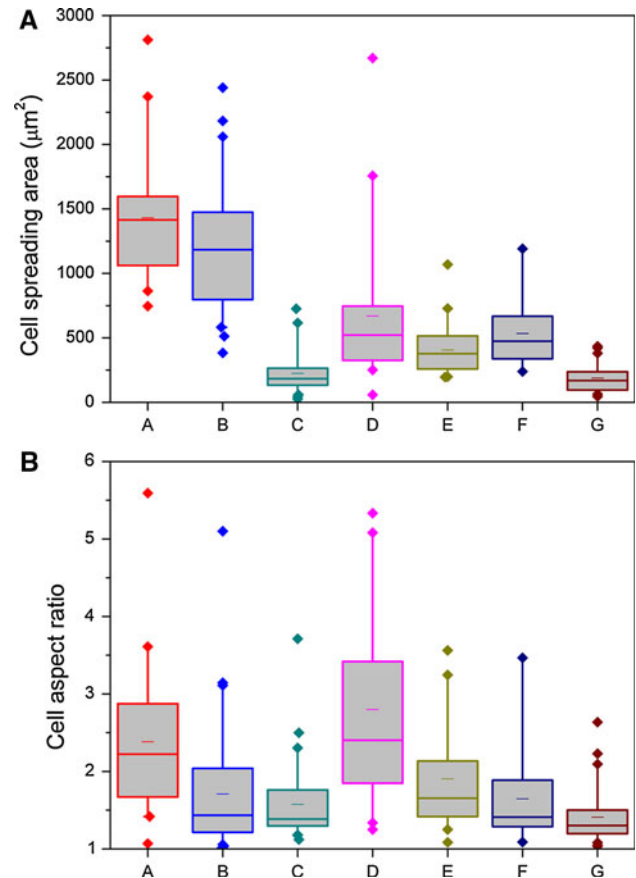 A
3000
2500
2000
1500
1000
500
0
Cell spreading area (μm²)
A B C D E F G
B
6
5
4
3
2
1
Cell aspect ratio
A B C D E F G